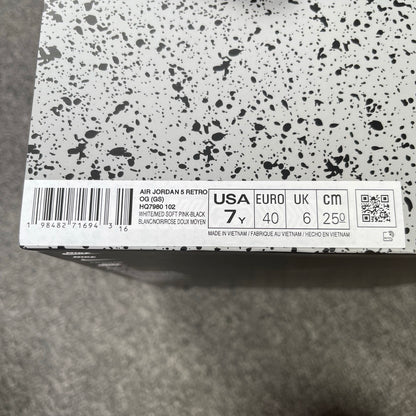 AIR JORDAN 5 RETRO
OG (GS)
HQ7980 102
WHITE/MED SOFT PINK-BLACK
BLANC/NOIR/ROSE DOUX MOYEN
1 98482 71694 3 16
USA EURO UK CM
7Y 40 6 25
MADE IN VIETNAM / FABRIQUE AU VIETNAM / HECHO EN VIETNAM